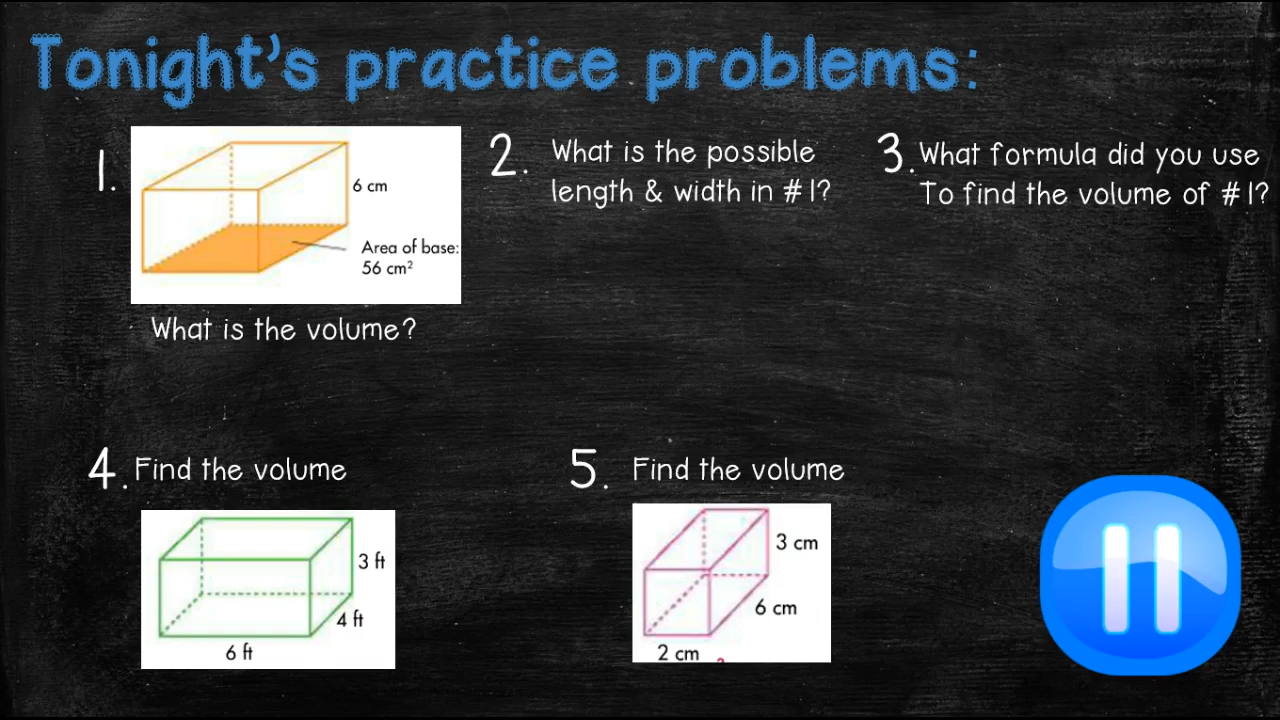 Tonight's practice problems:
1.
6 cm
Area of base:
56 cm²
What is the volume?
2. What is the possible
length & width in #1?
3. What formula did you use
To find the volume of #1?
4. Find the volume
3 ft
4 ft
6 ft
5. Find the volume
3 cm
6 cm
2 cm